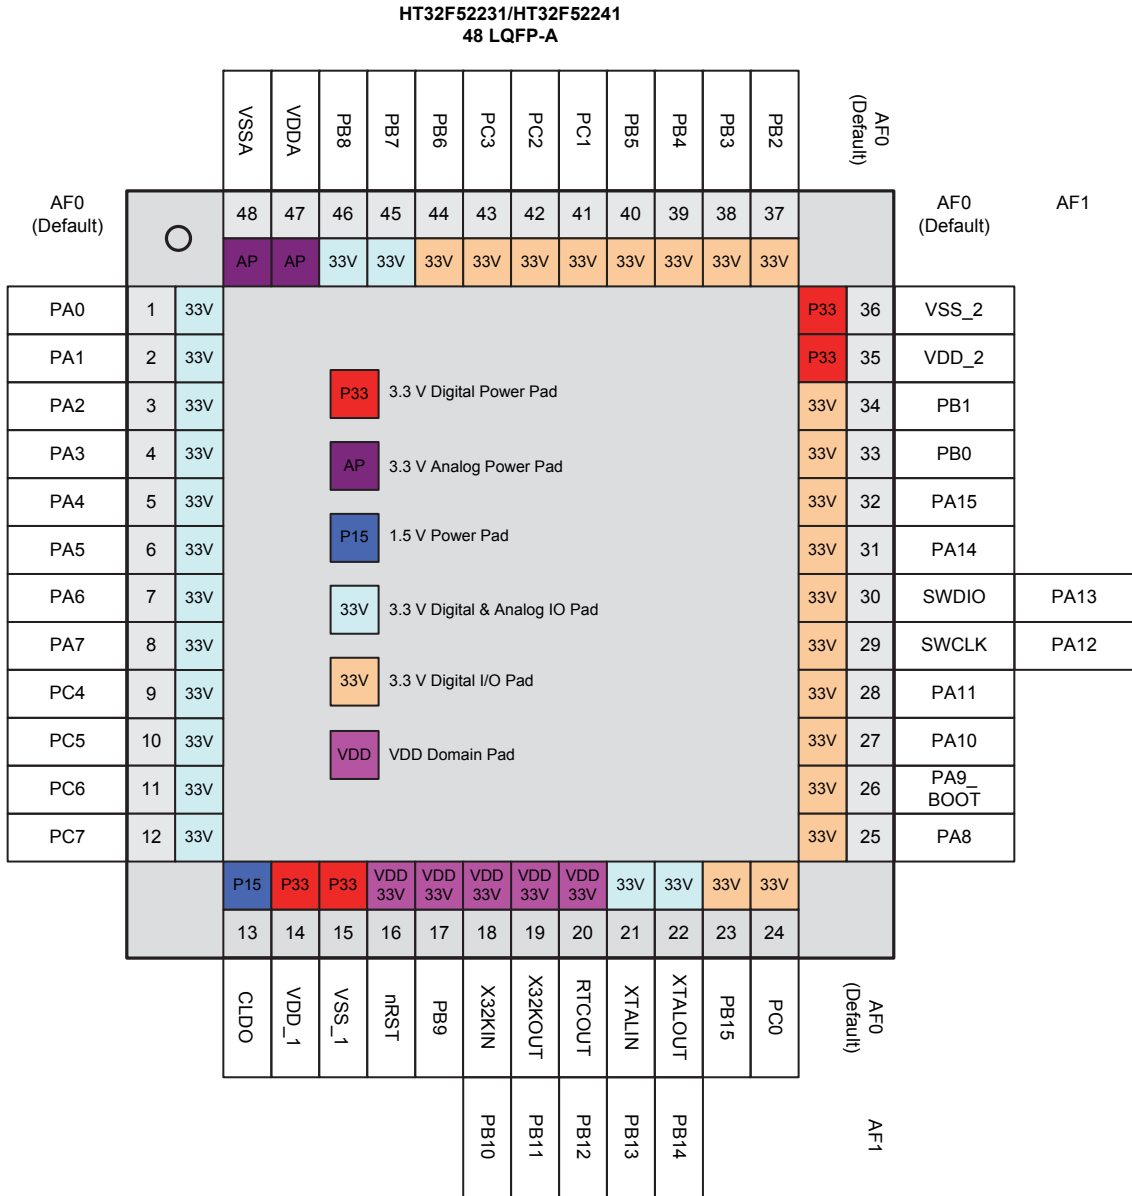 HT32F52231/HT32F52241
48 LQFP-A
VSSA VDDA PB8 PB7 PB6 PC3 PC2 PC1 PB5 PB4 PB3 PB2
AF0
(Default)
AF0
(Default)
48 47 46 45 44 43 42 41 40 39 38 37
AF0
(Default)
AF1
AP AP 33V 33V 33V 33V 33V 33V 33V 33V 33V 33V
PA0 1 33V
P33 36 VSS_2
PA1 2 33V
P33 35 VDD_2
PA2 3 33V
P33 3.3 V Digital Power Pad
33V 34 PB1
PA3 4 33V
AP 3.3 V Analog Power Pad
33V 33 PB0
PA4 5 33V
33V 32 PA15
PA5 6 33V
P15 1.5 V Power Pad
33V 31 PA14
PA6 7 33V
33V 3.3 V Digital & Analog IO Pad
33V 30 SWDIO PA13
PA7 8 33V
33V 29 SWCLK PA12
PC4 9 33V
33V 3.3 V Digital I/O Pad
33V 28 PA11
PC5 10 33V
VDD VDD Domain Pad
33V 27 PA10
PC6 11 33V
33V 26 PA9_
BOOT
PC7 12 33V
33V 25 PA8
P15 P33 P33 VDD VDD VDD VDD VDD 33V 33V 33V 33V
33V 33V 33V 33V 33V
13 14 15 16 17 18 19 20 21 22 23 24
CLDO VDD_1 VSS_1 nRST PB9 X32KIN X32KOUT RTCOUT XTALIN XTALOUT PB15 PC0
AF0
(Default)
PB10 PB11 PB12 PB13 PB14
AF1